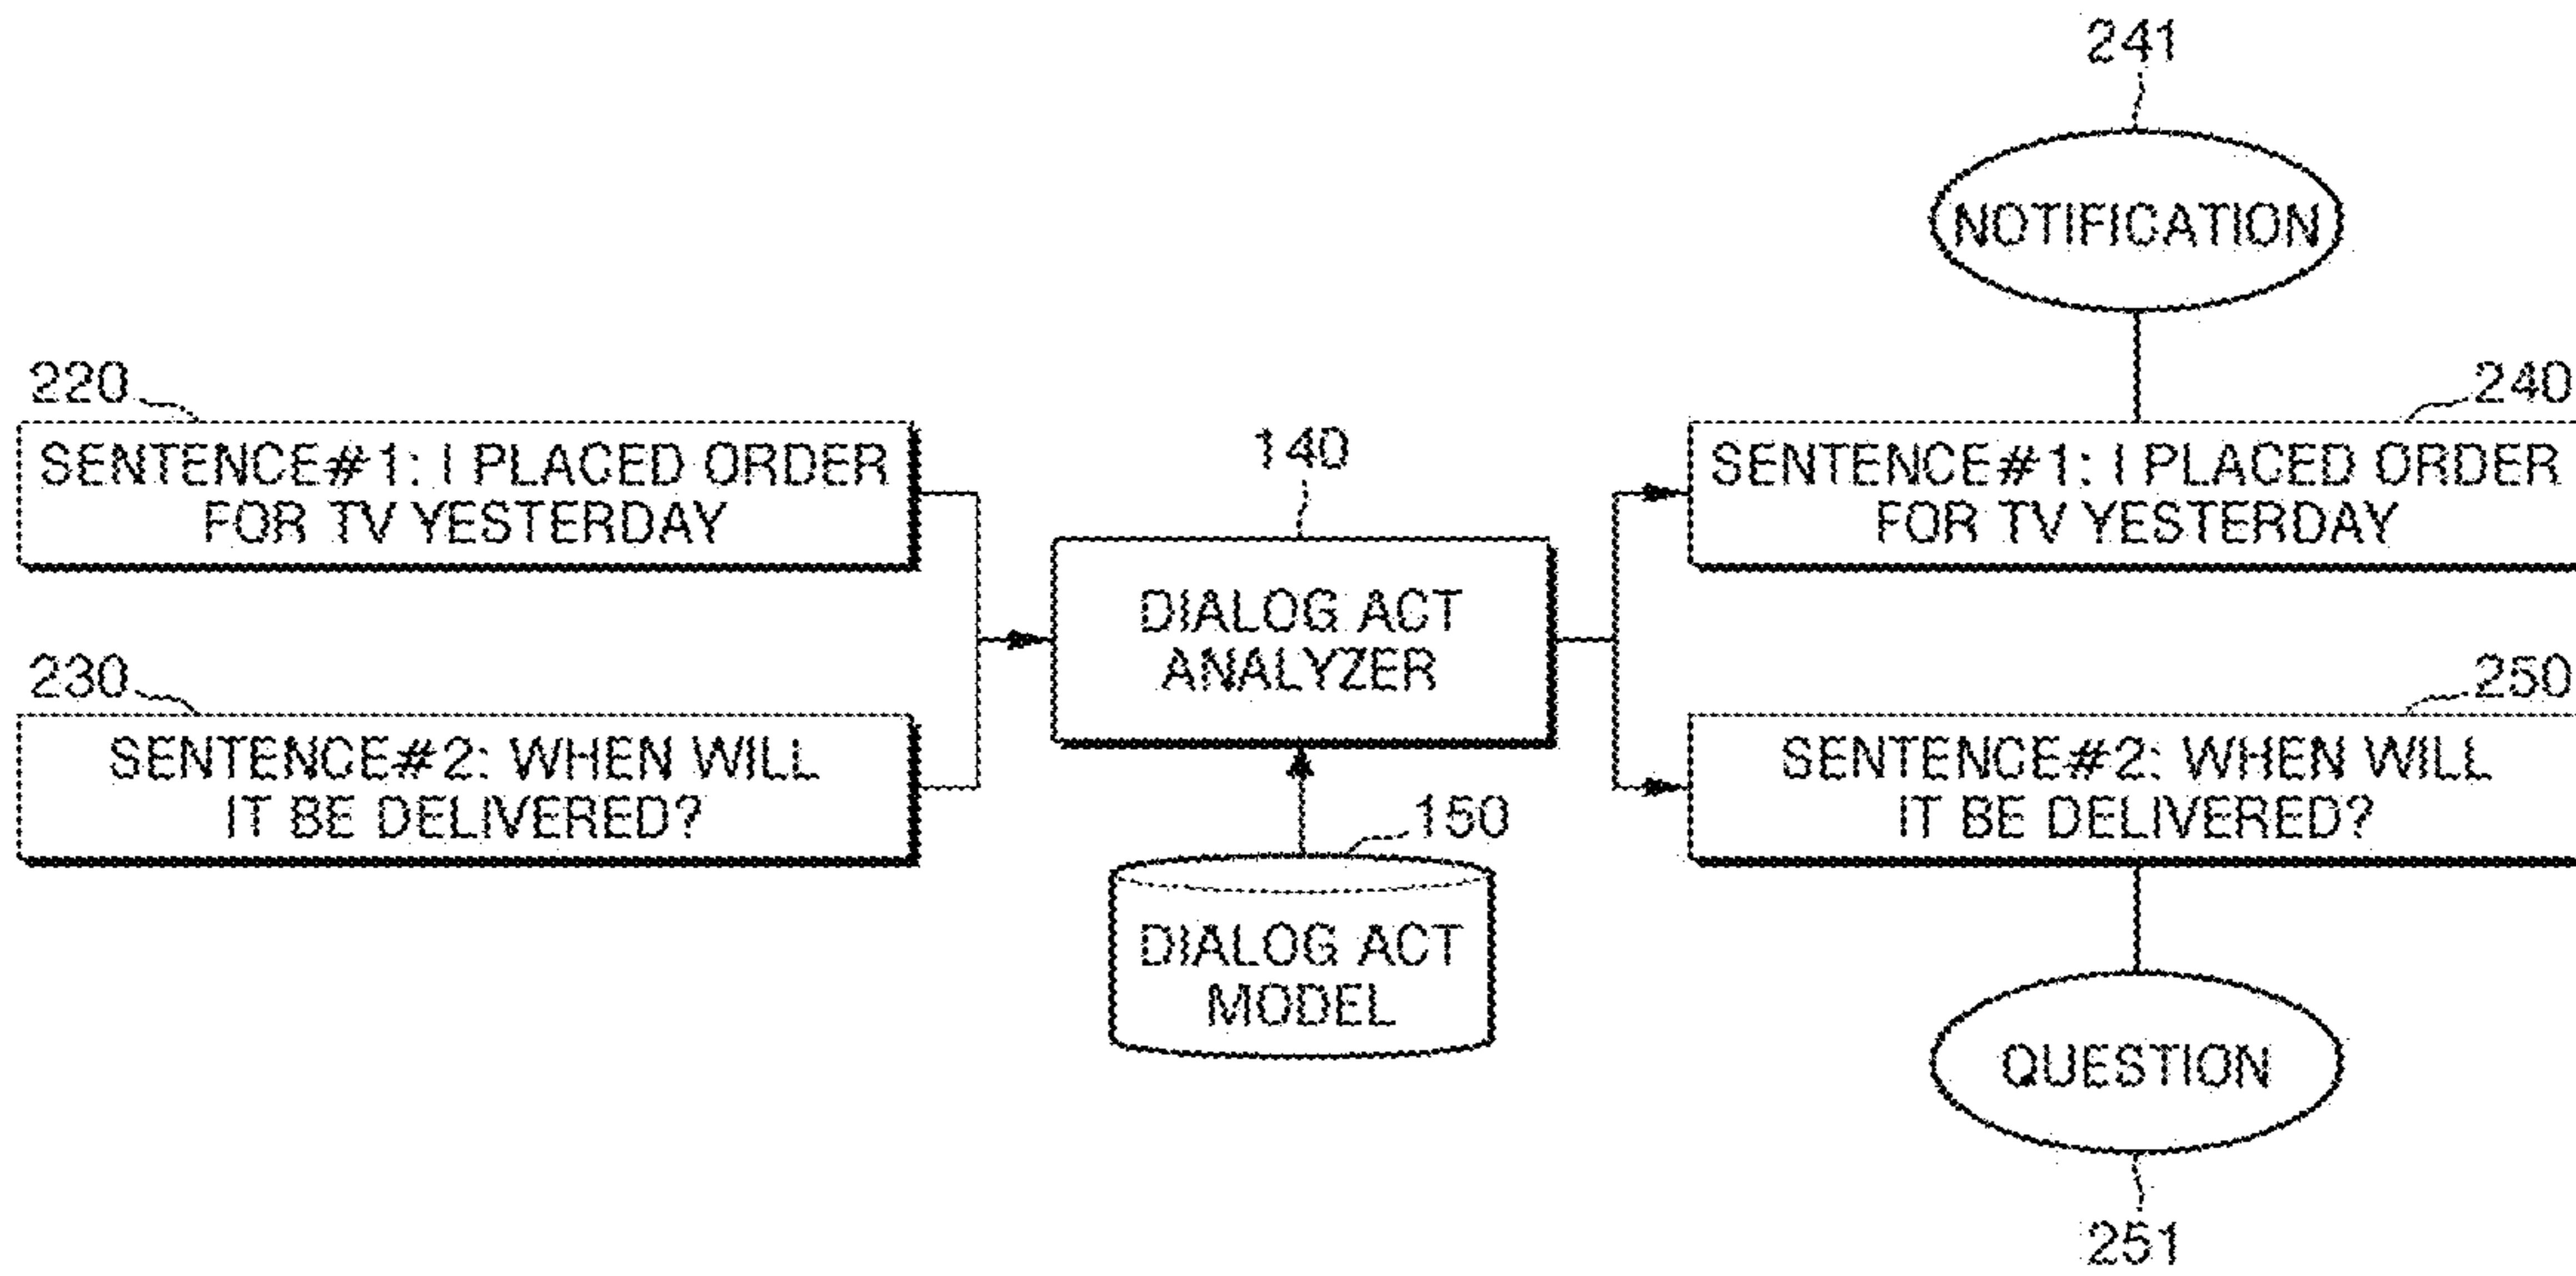 241
NOTIFICATION
220
SENTENCE#1: I PLACED ORDER
FOR TV YESTERDAY
140
240
SENTENCE#1: I PLACED ORDER
FOR TV YESTERDAY
DIALOG ACT
ANALYZER
230
SENTENCE#2: WHEN WILL
IT BE DELIVERED?
250
SENTENCE#2: WHEN WILL
IT BE DELIVERED?
150
DIALOG ACT
MODEL
QUESTION
251